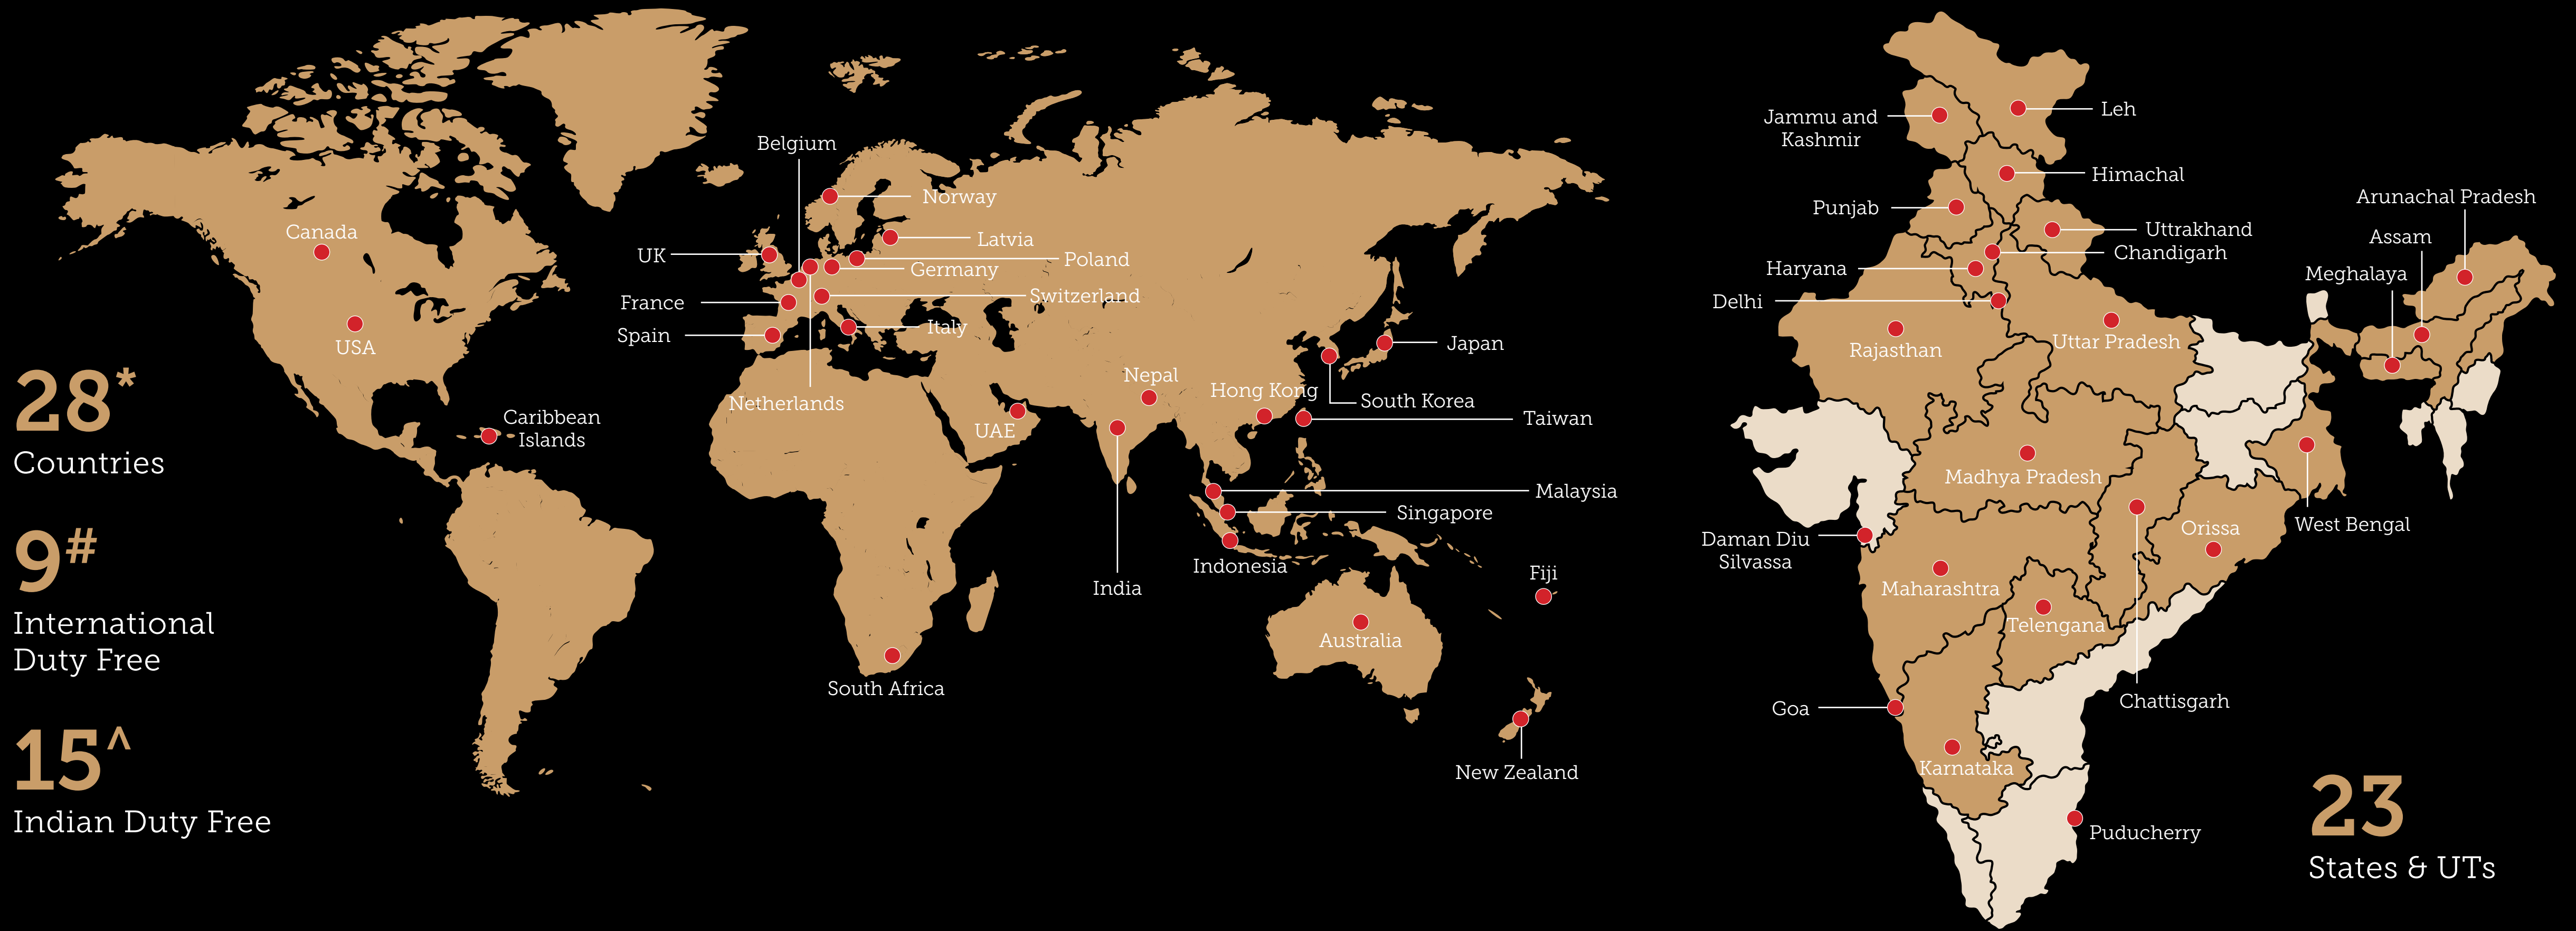 28*
Countries
9#
International
Duty Free
15^
Indian Duty Free
Canada
USA
Caribbean
Islands
Belgium
Norway
Latvia
UK
Poland
Germany
Switzerland
France
Spain
Italy
Netherlands
UAE
Nepal
Hong Kong
Japan
South Korea
Taiwan
Malaysia
Singapore
Indonesia
India
Fiji
Australia
South Africa
New Zealand
Jammu and
Kashmir
Leh
Himachal
Punjab
Uttrakhand
Chandigarh
Haryana
Delhi
Rajasthan
Uttar Pradesh
Arunachal Pradesh
Assam
Meghalaya
Madhya Pradesh
West Bengal
Orissa
Daman Diu
Silvassa
Maharashtra
Telengana
Chattisgarh
Goa
Karnataka
Puducherry
23
States & UTs